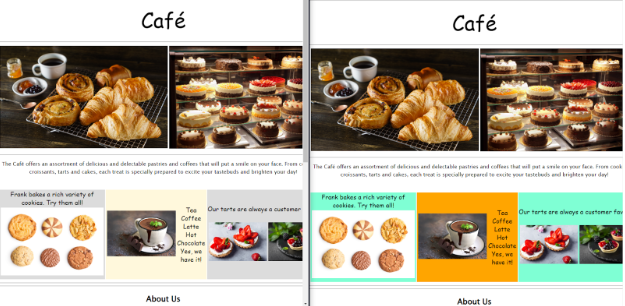 Café
The Café offers an assortment of delicious and delectable pastries and coffees that will put a smile on your face. From
croissants, tarts and cakes, each treat is specially prepared to excite your tastebuds and brighten your day!
Frank bakes a rich variety of
cookies. Try them all!
Tea
Coffee
Latte
Hot
Chocolate
Yes, we
have it!
Our tarts are always a customer
About Us
Café
The Café offers an assortment of delicious and delectable pastries and coffees that will put a smile on your face. From
croissants, tarts and cakes, each treat is specially prepared to excite your tastebuds and brighten your day!
Frank bakes a rich variety of
cookies. Try them all!
Tea
Coffee
Latte
Hot
Chocolate
Yes, we
have it!
Our tarts are always a customer
About Us